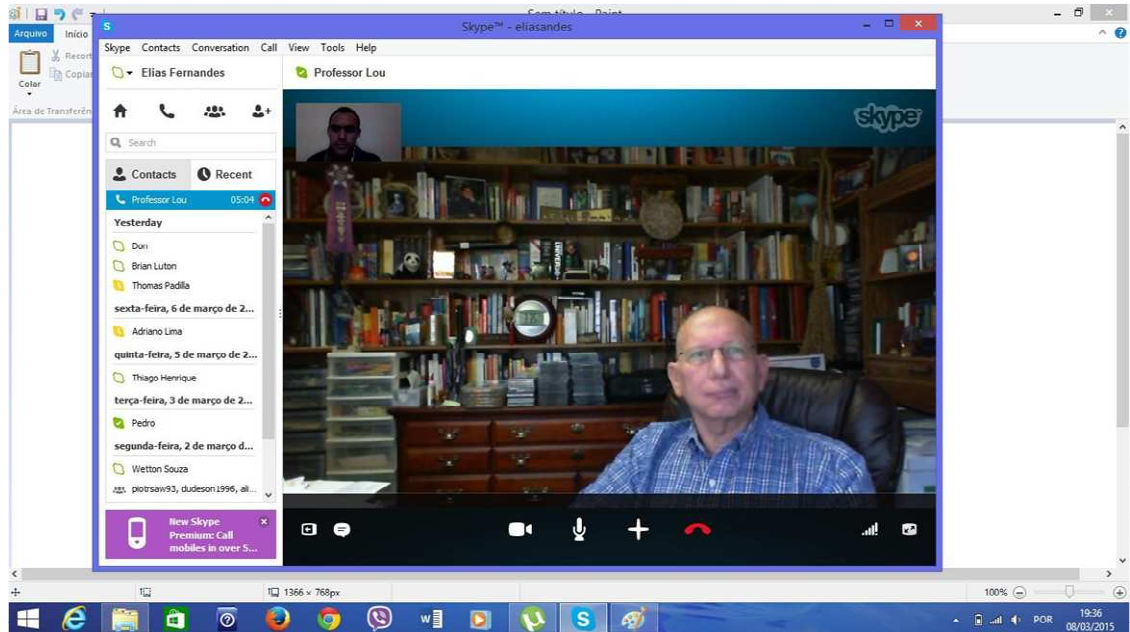 Sem título - Paint
Skype™ - eliasandes
Arquivo
Início
Colar
Recort
Copiar
Área de Transferên
Skype Contacts Conversation Call View Tools Help
Elias Fernandes
Professor Lou
skype
Search
Contacts Recent
Professor Lou 05:04
Yesterday
Don
Brian Luton
Thomas Padilla
sexta-feira, 6 de março de 2...
Adriano Lima
quinta-feira, 5 de março de 2...
Thiago Henrique
terça-feira, 3 de março de 2...
Pedro
segunda-feira, 2 de março d...
Wetton Souza
piotrsaw93, dudeson1996, ali...
New Skype
Premium: Call
mobiles in over 5...
1366 × 768px
100%
POR
19:36
08/03/2015